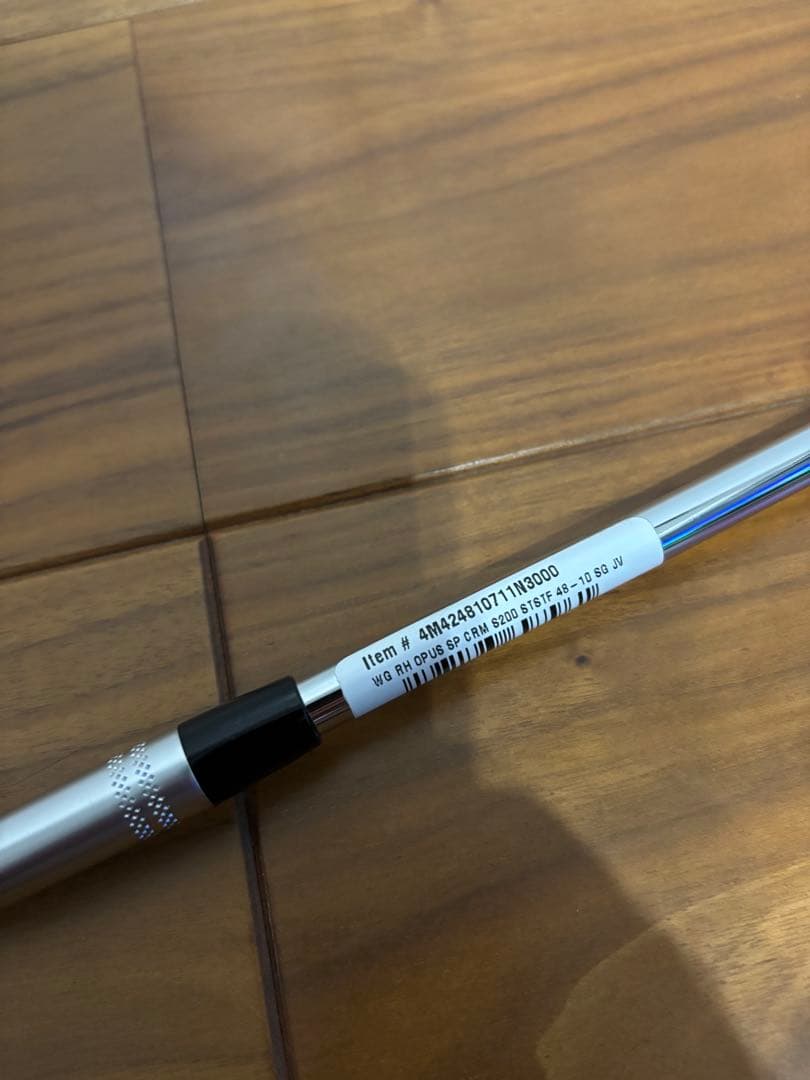 Item # 4M424810711N3000
WG RH OPUS SP CRM S200 STSTF 48-10 SG JV